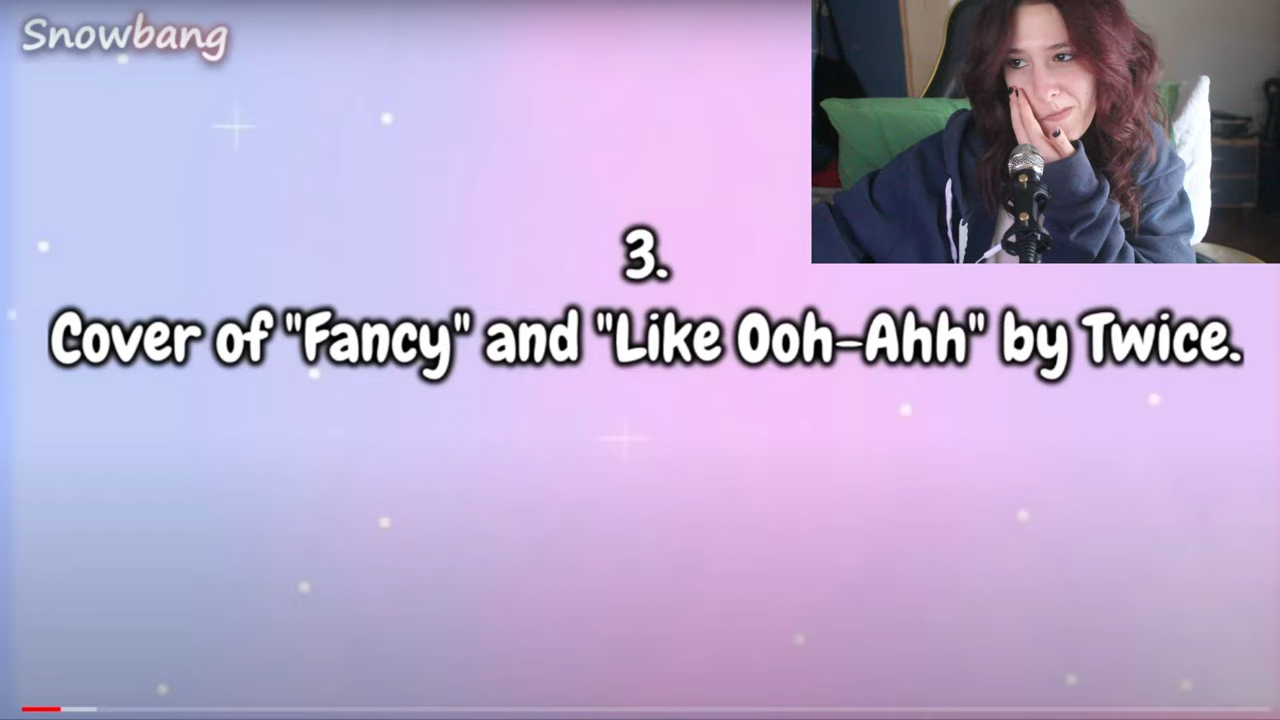 Snowbang
3.
Cover of "Fancy" and "Like Ooh-Ahh" by Twice.